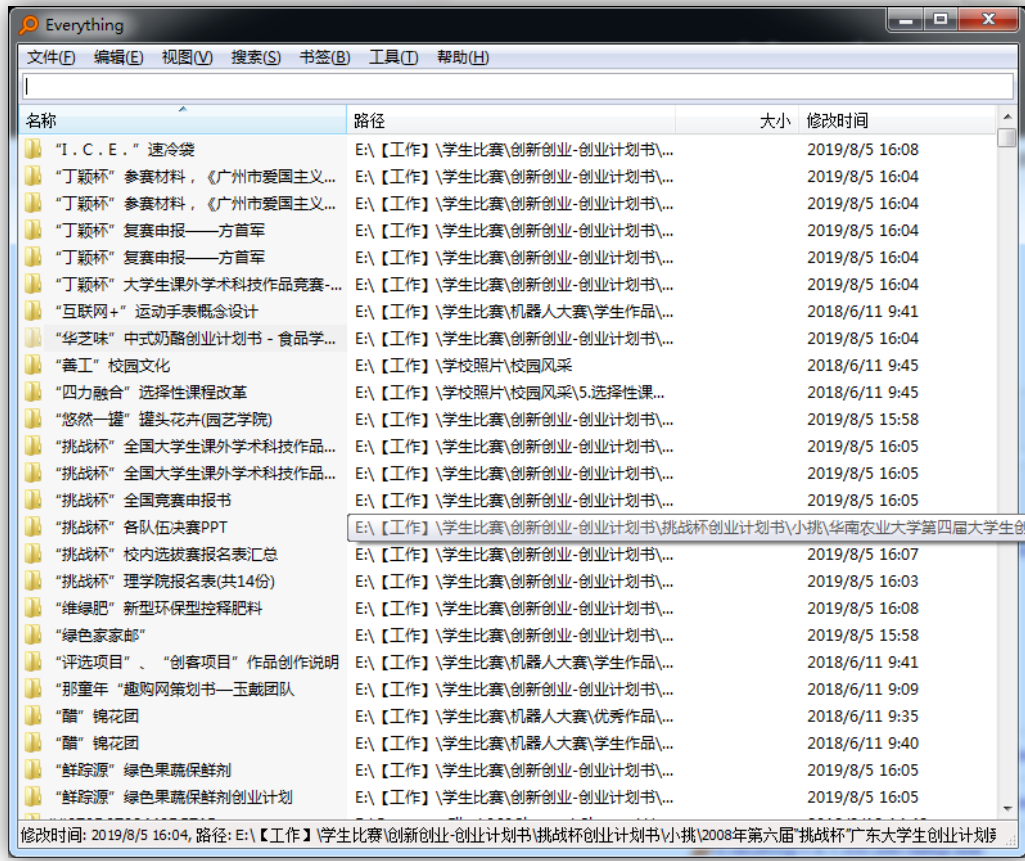 Everything
文件(F) 编辑(E) 视图(V) 搜索(S) 书签(B) 工具(T) 帮助(H)
名称 路径 大小 修改时间
“I . C . E . ”速冷袋 E:\【工作】\学生比赛\创新创业-创业计划书\... 2019/8/5 16:08
“丁颖杯”参赛材料，《广州市爱国主义... E:\【工作】\学生比赛\创新创业-创业计划书\... 2019/8/5 16:04
“丁颖杯”参赛材料，《广州市爱国主义... E:\【工作】\学生比赛\创新创业-创业计划书\... 2019/8/5 16:04
“丁颖杯”复赛申报——方首军 E:\【工作】\学生比赛\创新创业-创业计划书\... 2019/8/5 16:04
“丁颖杯”复赛申报——方首军 E:\【工作】\学生比赛\创新创业-创业计划书\... 2019/8/5 16:04
“丁颖杯”大学生课外学术科技作品竞赛-... E:\【工作】\学生比赛\创新创业-创业计划书\... 2019/8/5 16:04
“互联网+”运动手表概念设计 E:\【工作】\学生比赛\机器人大赛\学生作品\... 2018/6/11 9:41
“华芝味”中式奶酪创业计划书 - 食品学... E:\【工作】\学生比赛\创新创业-创业计划书\... 2019/8/5 16:04
“善工”校园文化 E:\【工作】\学校照片\校园风采 2018/6/11 9:45
“四力融合”选择性课程改革 E:\【工作】\学校照片\校园风采\5.选择性课... 2018/6/11 9:45
“悠然一罐”罐头花卉(园艺学院) E:\【工作】\学生比赛\创新创业-创业计划书\... 2019/8/5 15:58
“挑战杯”全国大学生课外学术科技作品... E:\【工作】\学生比赛\创新创业-创业计划书\... 2019/8/5 16:05
“挑战杯”全国大学生课外学术科技作品... E:\【工作】\学生比赛\创新创业-创业计划书\... 2019/8/5 16:05
“挑战杯”全国竞赛申报书 E:\【工作】\学生比赛\创新创业-创业计划书\... 2019/8/5 16:05
“挑战杯”各队伍决赛PPT E:\【工作】\学生比赛\创新创业-创业计划书\挑战杯创业计划书\小挑\华南农业大学第四届大学生创
“挑战杯”校内选拔赛报名表汇总 E:\【工作】\学生比赛\创新创业-创业计划书\... 2019/8/5 16:07
“挑战杯”理学院报名表(共14份) E:\【工作】\学生比赛\创新创业-创业计划书\... 2019/8/5 16:03
“维绿肥”新型环保型控释肥料 E:\【工作】\学生比赛\创新创业-创业计划书\... 2019/8/5 16:08
“绿色家家邮” E:\【工作】\学生比赛\创新创业-创业计划书\... 2019/8/5 15:58
“评选项目”、“创客项目”作品创作说明 E:\【工作】\学生比赛\机器人大赛\学生作品\... 2018/6/11 9:41
“那童年“趣购网策划书—玉戴团队 E:\【工作】\学生比赛\创新创业-创业计划书\... 2018/6/11 9:09
“醋”锦花团 E:\【工作】\学生比赛\机器人大赛\优秀作品\... 2018/6/11 9:35
“醋”锦花团 E:\【工作】\学生比赛\机器人大赛\学生作品\... 2018/6/11 9:40
“鲜踪源”绿色果蔬保鲜剂 E:\【工作】\学生比赛\创新创业-创业计划书\... 2019/8/5 16:05
“鲜踪源”绿色果蔬保鲜剂创业计划 E:\【工作】\学生比赛\创新创业-创业计划书\... 2019/8/5 16:05
修改时间: 2019/8/5 16:04, 路径: E:\【工作】\学生比赛\创新创业-创业计划书\挑战杯创业计划书\小挑\2008年第六届“挑战杯”广东大学生创业计划